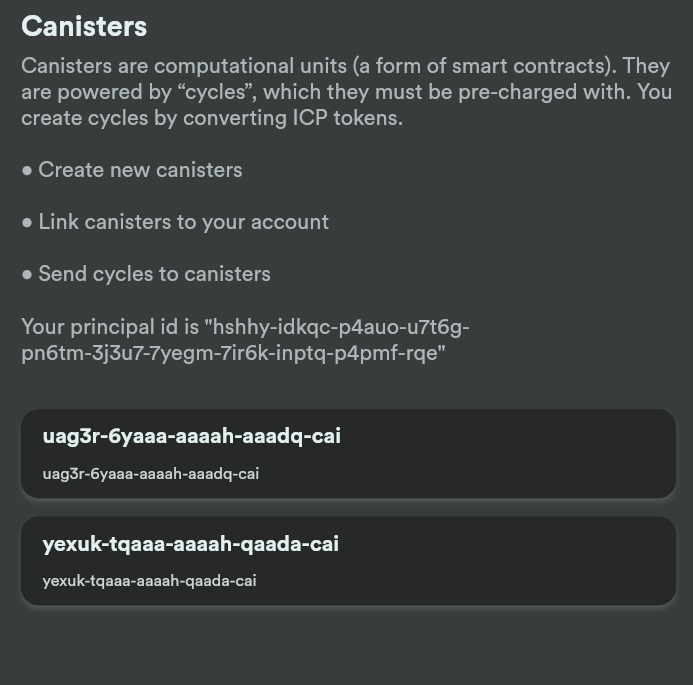 Canisters
Canisters are computational units (a form of smart contracts). They
are powered by “cycles”, which they must be pre-charged with. You
create cycles by converting ICP tokens.
● Create new canisters
● Link canisters to your account
● Send cycles to canisters
Your principal id is "hshhy-idkqc-p4auo-u7t6g-
pn6tm-3j3u7-7yegm-7ir6k-inptq-p4pmf-rqe"
uag3r-6yaaa-aaaah-aaadq-cai
uag3r-6yaaa-aaaah-aaadq-cai
yexuk-tqaaa-aaaah-qaada-cai
yexuk-tqaaa-aaaah-qaada-cai